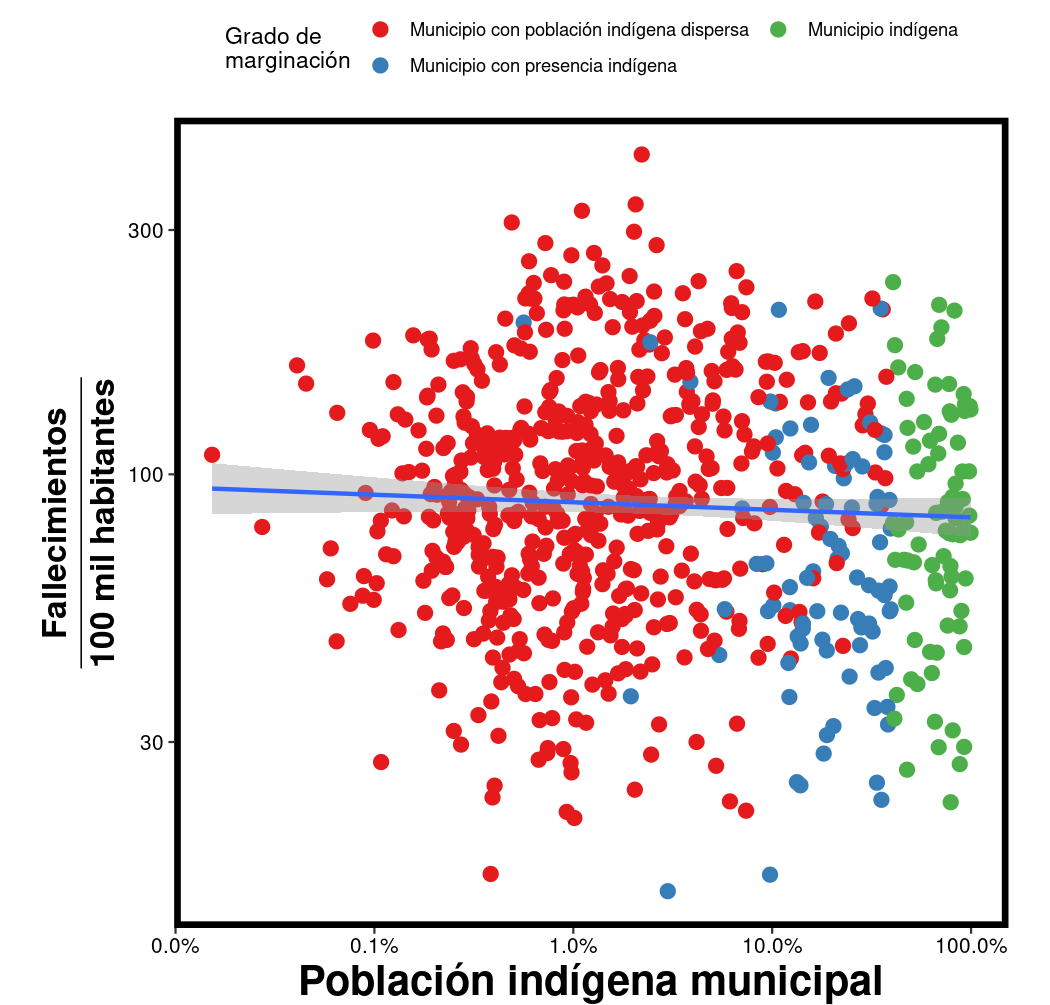 Grado de
marginación
Municipio con población indígena dispersa
Municipio con presencia indígena
Municipio indígena
Fallecimientos
100 mil habitantes
300
100
30
0.0%
0.1%
1.0%
10.0%
100.0%
Población indígena municipal